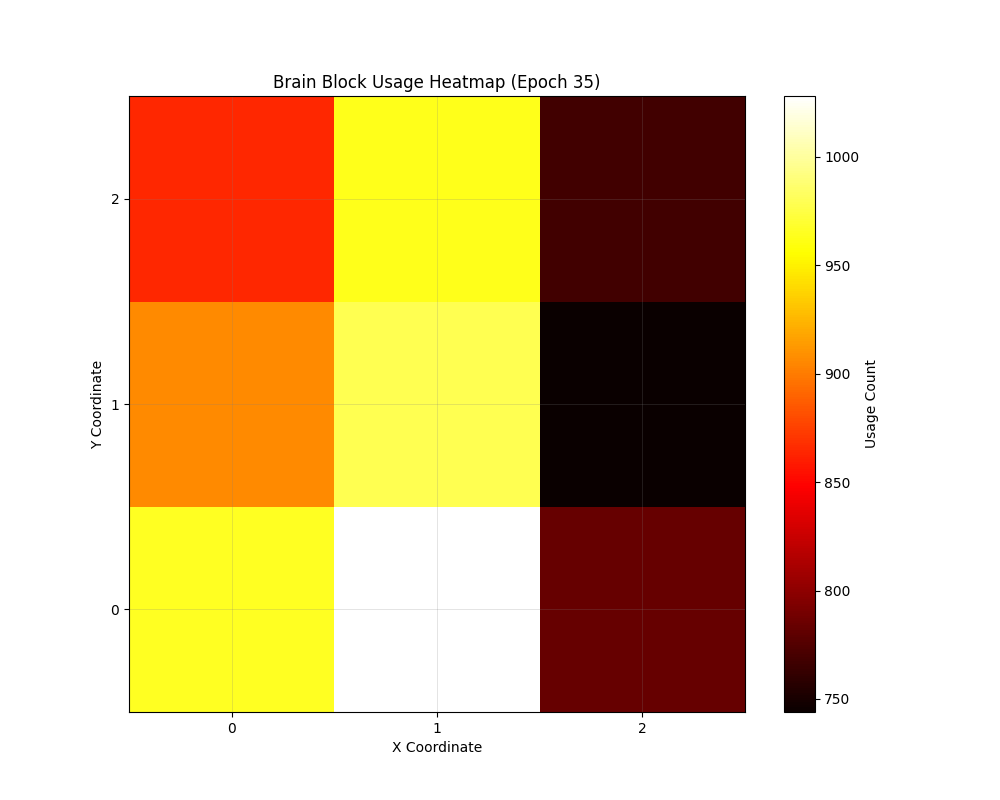 Brain Block Usage Heatmap (Epoch 35)
2
1
0
Y Coordinate
0 1 2
X Coordinate
1000
950
900
850
800
750
Usage Count